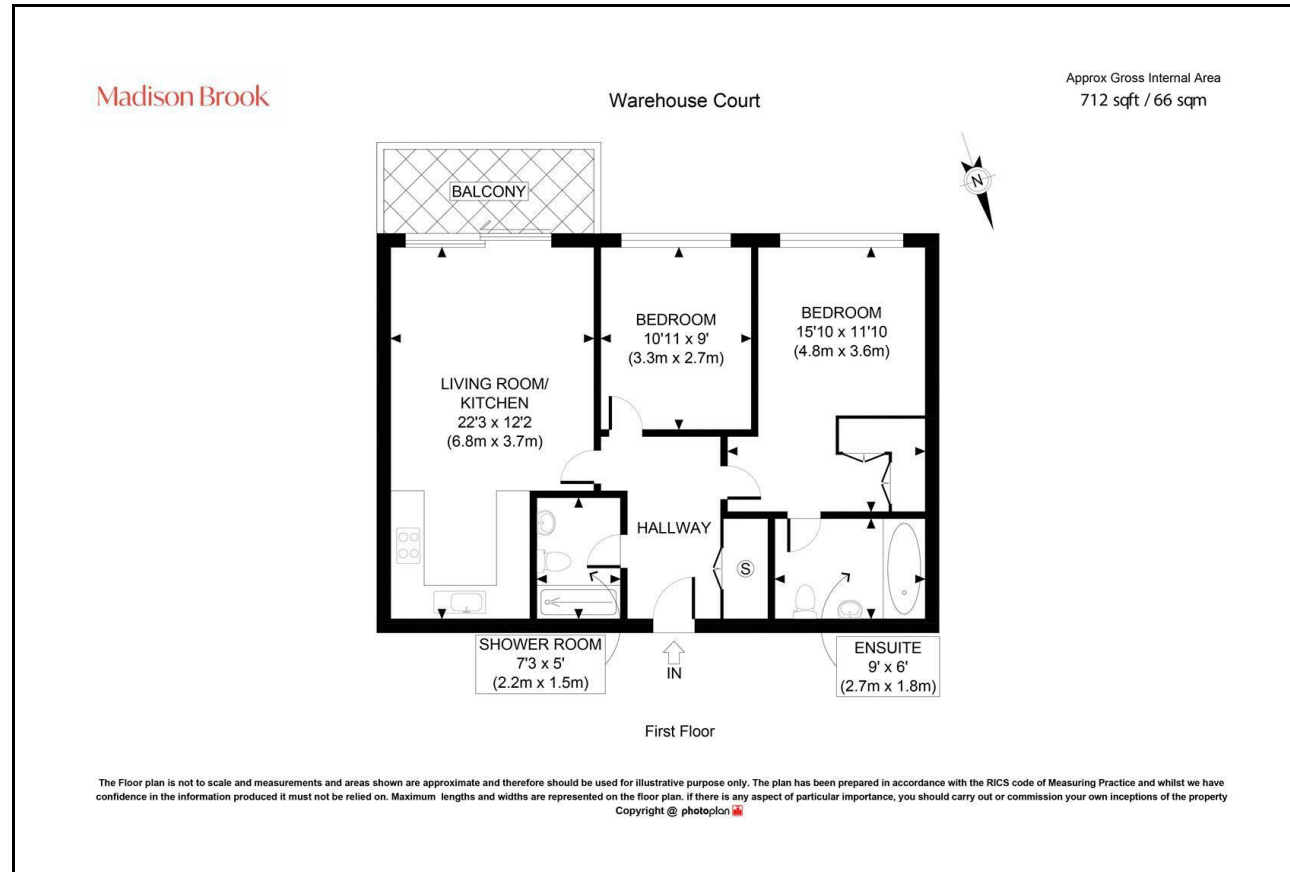 Madison Brook
Warehouse Court
Approx Gross Internal Area
712 sqft / 66 sqm
N
BALCONY
BEDROOM
10'11 x 9'
(3.3m x 2.7m)
BEDROOM
15'10 x 11'10
(4.8m x 3.6m)
LIVING ROOM/
KITCHEN
22'3 x 12'2
(6.8m x 3.7m)
HALLWAY
S
SHOWER ROOM
7'3 x 5'
(2.2m x 1.5m)
IN
ENSUITE
9' x 6'
(2.7m x 1.8m)
First Floor
The Floor plan is not to scale and measurements and areas shown are approximate and therefore should be used for illustrative purpose only. The plan has been prepared in accordance with the RICS code of Measuring Practice and whilst we have
confidence in the information produced it must not be relied on. Maximum lengths and widths are represented on the floor plan. if there is any aspect of particular importance, you should carry out or commission your own inceptions of the property
Copyright @ photoplan